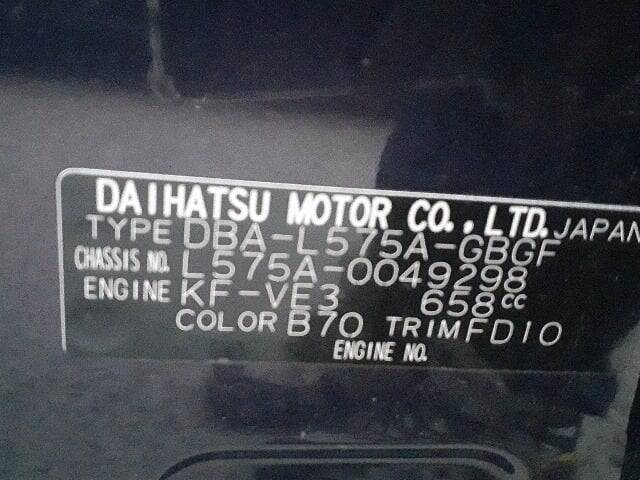 DAIHATSU MOTOR CO., LTD. JAPAN
TYPE DBA-L575A-GBGF
CHASSIS NO. L575A-0049298
ENGINE KF-VE3 658cc
COLOR B70 TRIM FD10
ENGINE NO.